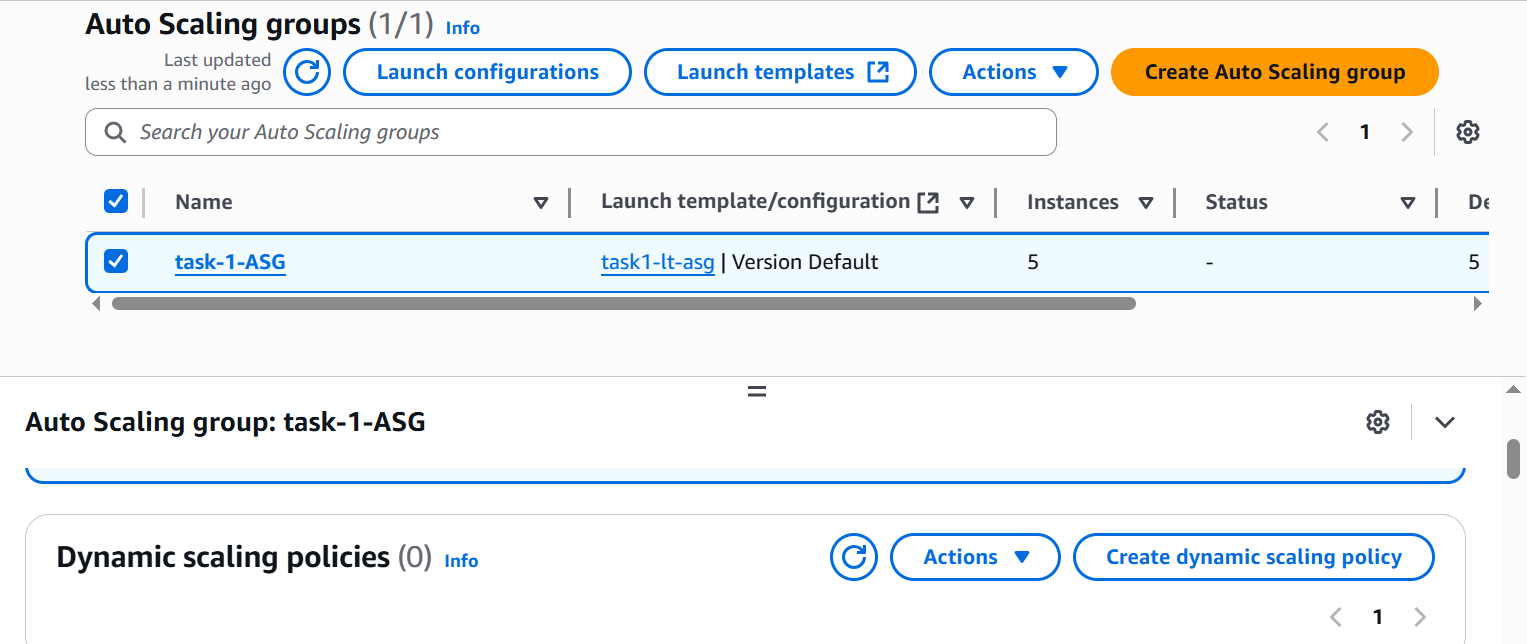 Auto Scaling groups (1/1) Info
Last updated
less than a minute ago
Launch configurations
Launch templates
Actions
Create Auto Scaling group
Search your Auto Scaling groups
1
Name
Launch template/configuration
Instances
Status
De
task-1-ASG
task1-lt-asg | Version Default
5
-
5
Auto Scaling group: task-1-ASG
Dynamic scaling policies (0) Info
Actions
Create dynamic scaling policy
1